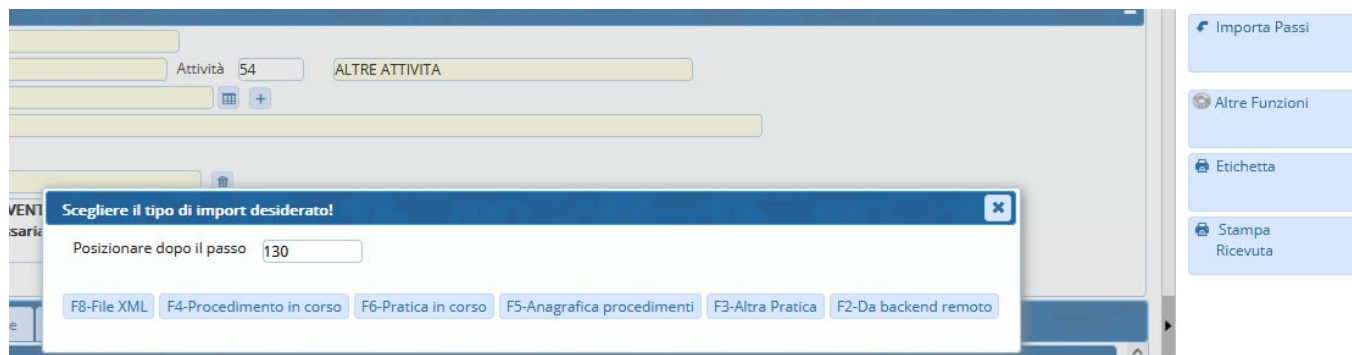 Attività 54 ALTRE ATTIVITA
Scegliere il tipo di import desiderato!
Posizionare dopo il passo 130
F8-File XML F4-Procedimento in corso F6-Pratica in corso F5-Anagrafica procedimenti F3-Altra Pratica F2-Da backend remoto
Importa Passi
Altre Funzioni
Etichetta
Stampa
Ricevuta